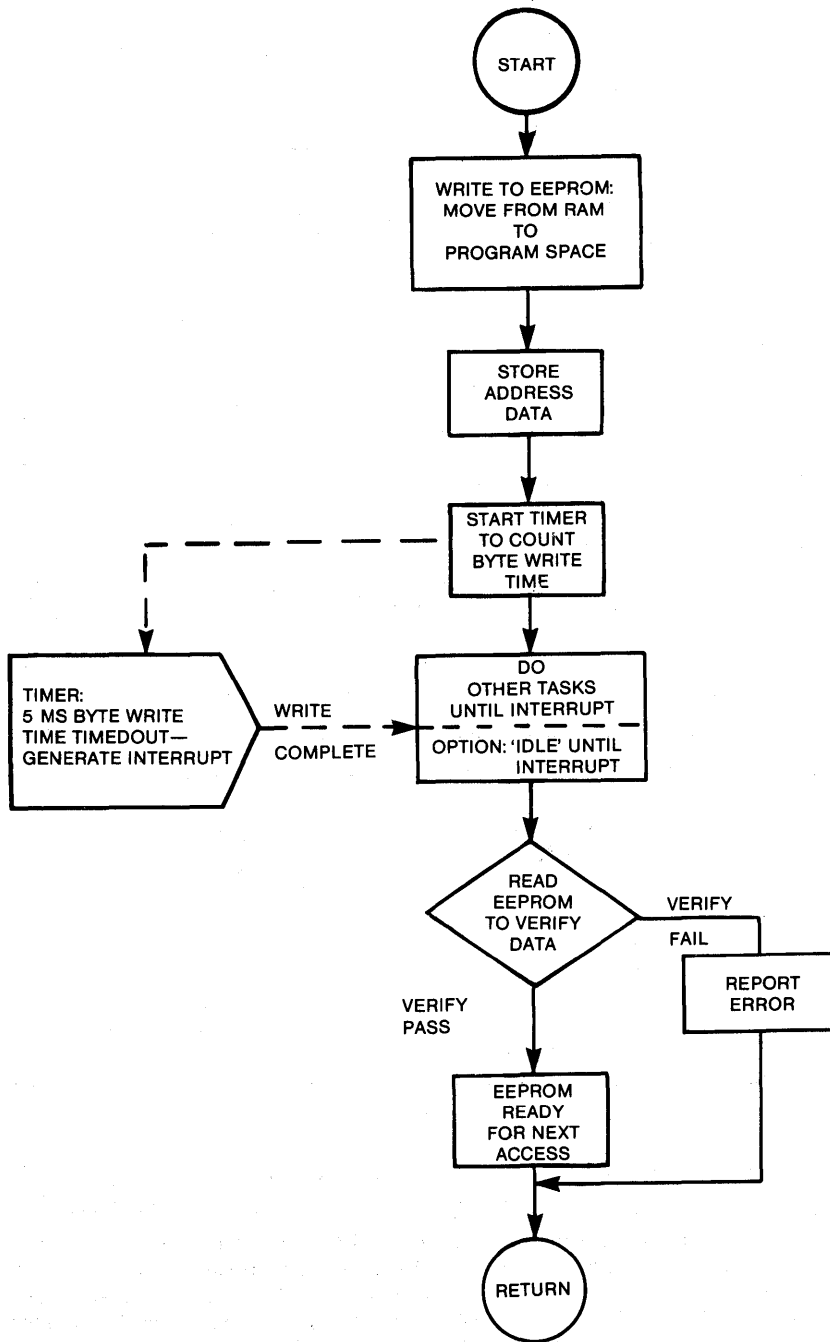 START
WRITE TO EEPROM:
MOVE FROM RAM
TO
PROGRAM SPACE
STORE
ADDRESS
DATA
START TIMER
TO COUNT
BYTE WRITE
TIME
TIMER:
5 MS BYTE WRITE
TIME TIMEDOUT—
GENERATE INTERRUPT
WRITE
COMPLETE
DO
OTHER TASKS
UNTIL INTERRUPT
OPTION: 'IDLE' UNTIL
INTERRUPT
READ
EEPROM
TO VERIFY
DATA
VERIFY
FAIL
REPORT
ERROR
VERIFY
PASS
EEPROM
READY
FOR NEXT
ACCESS
RETURN